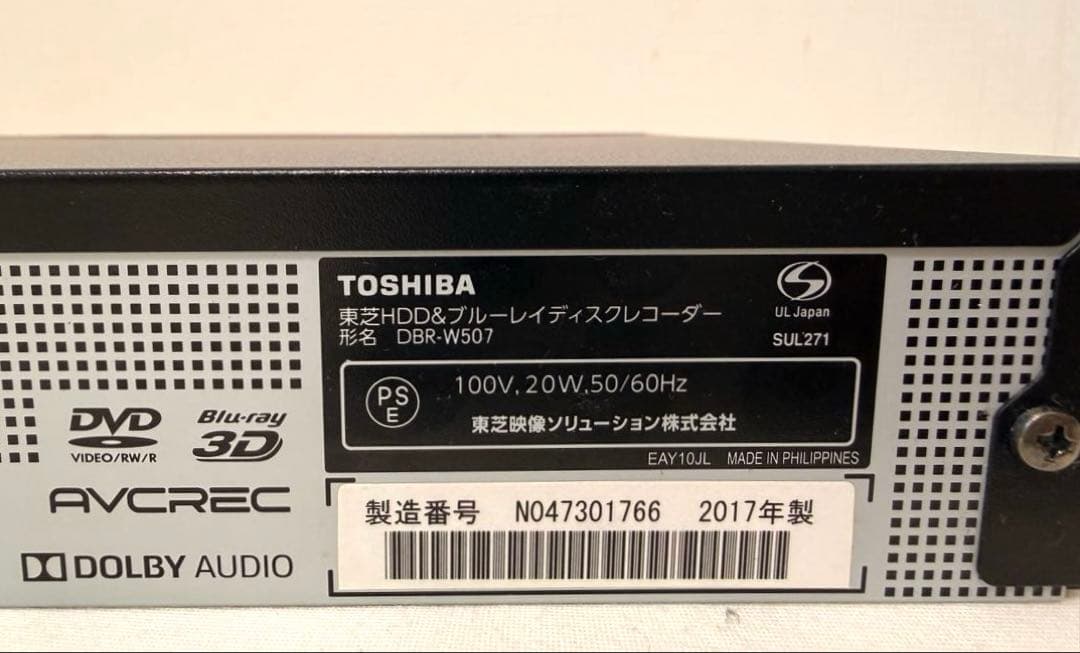 TOSHIBA
東芝HDD&ブルーレイディスクレコーダー
形名 DBR-W507
UL Japan
SUL271
PS
E
100V, 20W, 50/60Hz
東芝映像ソリューション株式会社
EAY10JL MADE IN PHILIPPINES
DVD
VIDEO/RW/R
Blu-ray
3D
AVCREC
DOLBY AUDIO
製造番号 N047301766 2017年製